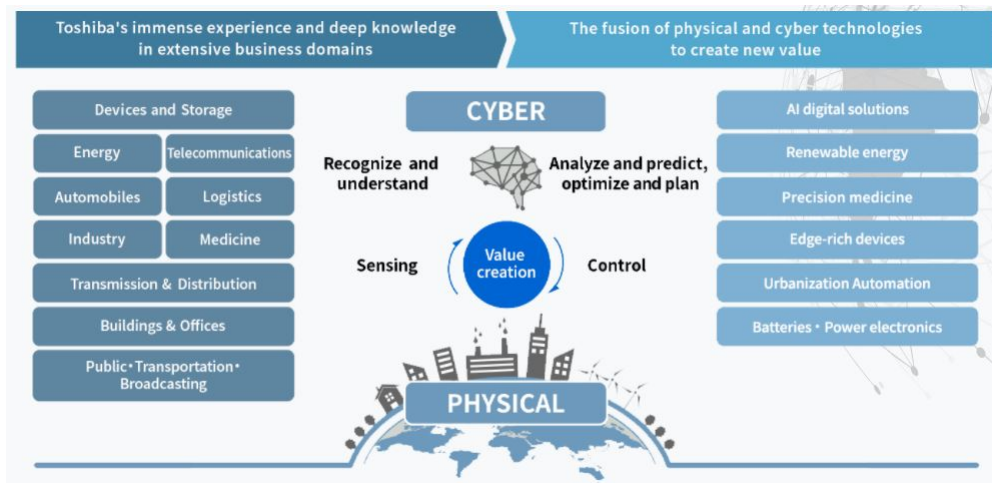 Toshiba's immense experience and deep knowledge
in extensive business domains
The fusion of physical and cyber technologies
to create new value
Devices and Storage
Energy
Telecommunications
Automobiles
Logistics
Industry
Medicine
Transmission & Distribution
Buildings & Offices
Public・Transportation・
Broadcasting
CYBER
Recognize and
understand
Analyze and predict,
optimize and plan
Sensing
Value
creation
Control
PHYSICAL
AI digital solutions
Renewable energy
Precision medicine
Edge-rich devices
Urbanization Automation
Batteries・Power electronics